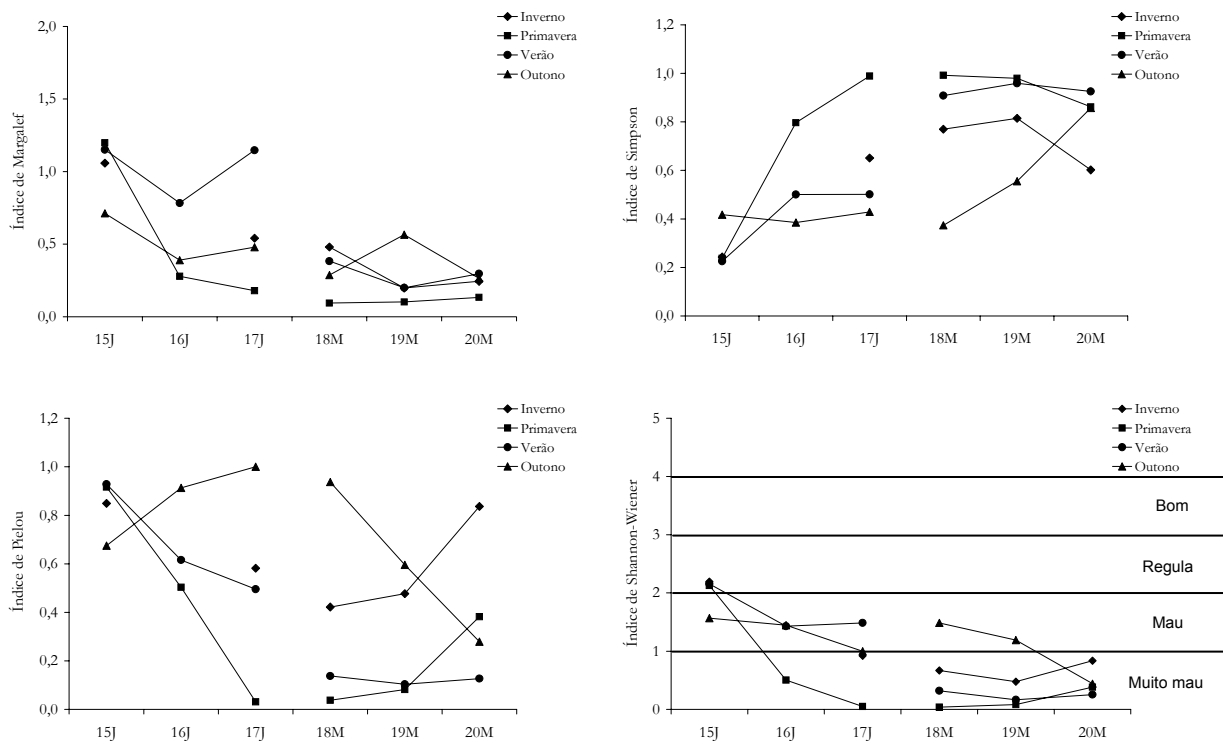 Índice de Margalef
2,0
1,5
1,0
0,5
0,0
15J 16J 17J 18M 19M 20M
Inverno
Primavera
Verão
Outono
Índice de Simpson
1,2
1,0
0,8
0,6
0,4
0,2
0,0
15J 16J 17J 18M 19M 20M
Inverno
Primavera
Verão
Outono
Índice de Pielou
1,2
1,0
0,8
0,6
0,4
0,2
0,0
15J 16J 17J 18M 19M 20M
Inverno
Primavera
Verão
Outono
Índice de Shannon-Wiener
5
4
3
2
1
0
15J 16J 17J 18M 19M 20M
Inverno
Primavera
Verão
Outono
Bom
Regula
Mau
Muito mau